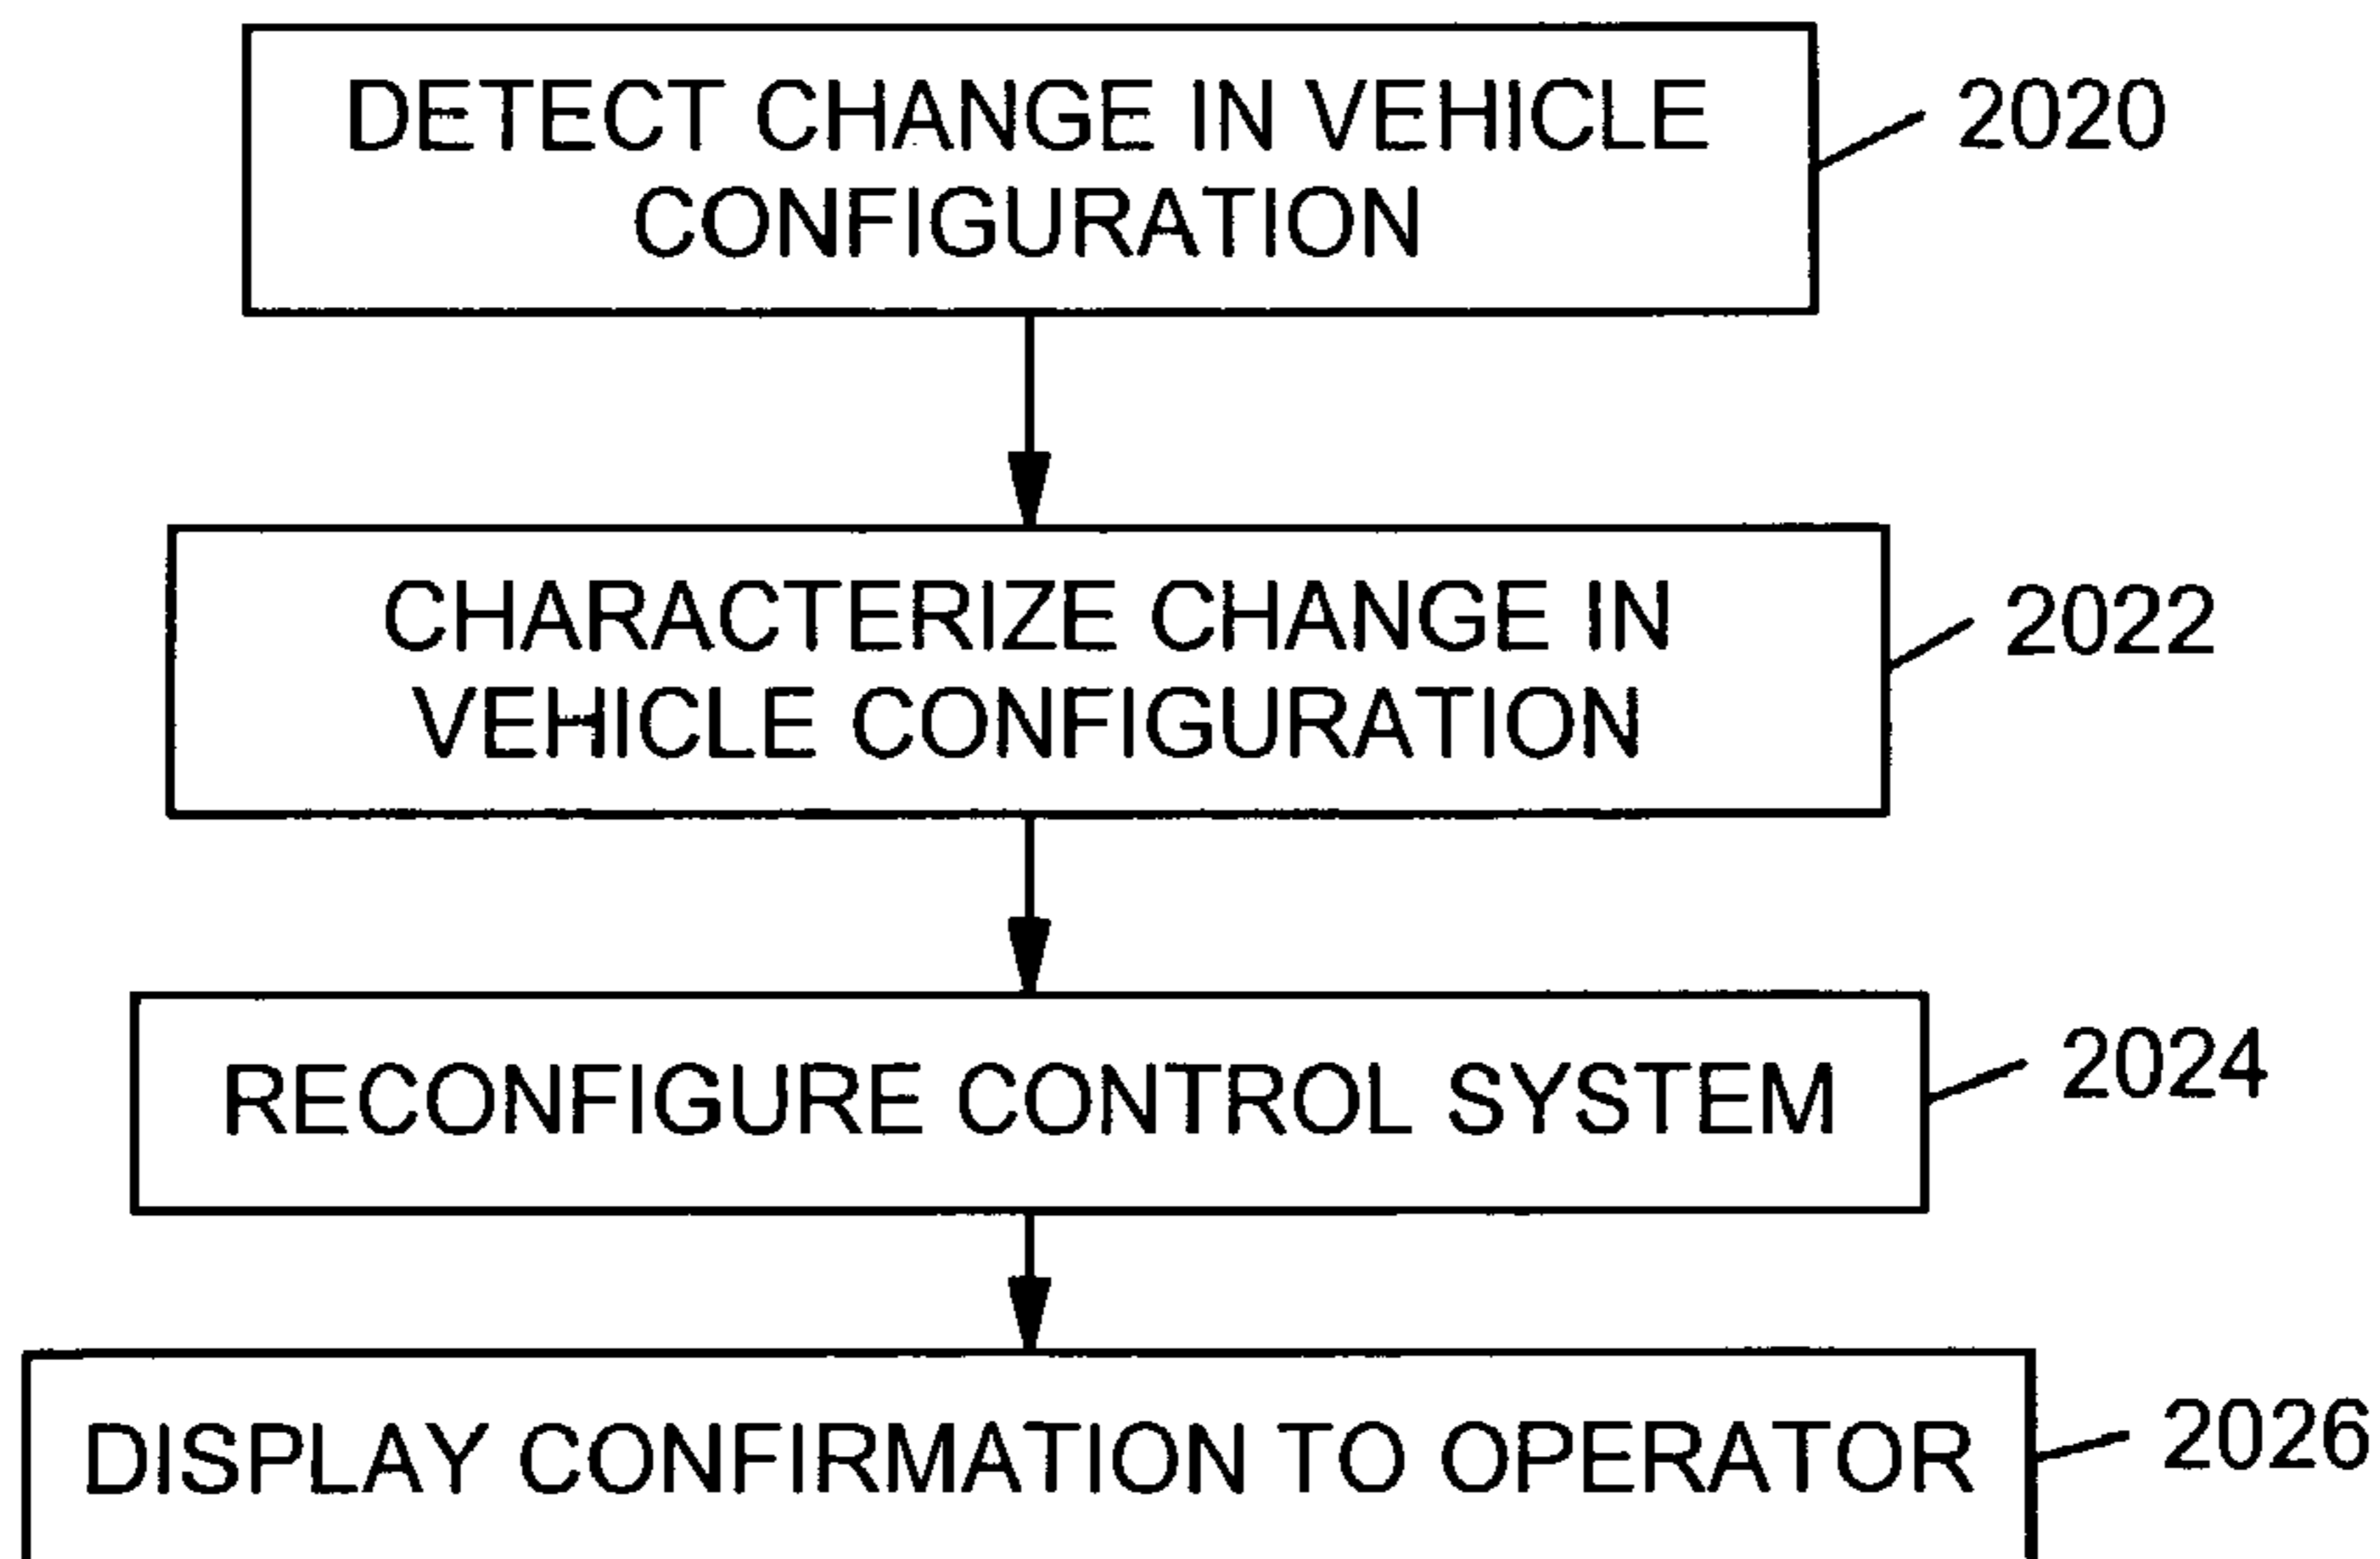 DETECT CHANGE IN VEHICLE
CONFIGURATION
2020
CHARACTERIZE CHANGE IN
VEHICLE CONFIGURATION
2022
RECONFIGURE CONTROL SYSTEM
2024
DISPLAY CONFIRMATION TO OPERATOR
2026